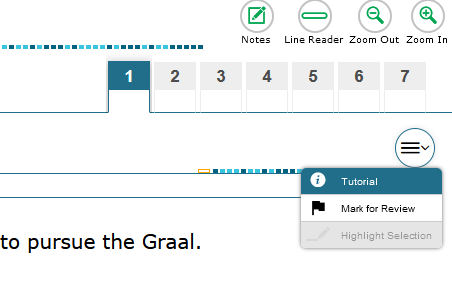 Notes Line Reader Zoom Out Zoom In
1 2 3 4 5 6 7
Tutorial
Mark for Review
to pursue the Graal.
Highlight Selection